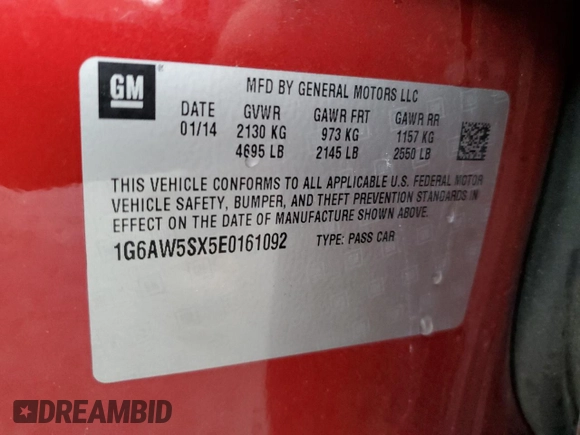 GM
MFD BY GENERAL MOTORS LLC
DATE GVWR GAWR FRT GAWR RR
01/14 2130 KG 973 KG 1157 KG
4695 LB 2145 LB 2550 LB
THIS VEHICLE CONFORMS TO ALL APPLICABLE U.S. FEDERAL MOTOR
VEHICLE SAFETY, BUMPER, AND THEFT PREVENTION STANDARDS IN
EFFECT ON THE DATE OF MANUFACTURE SHOWN ABOVE.
1G6AW5SX5E0161092 TYPE: PASS CAR
DREAMBID